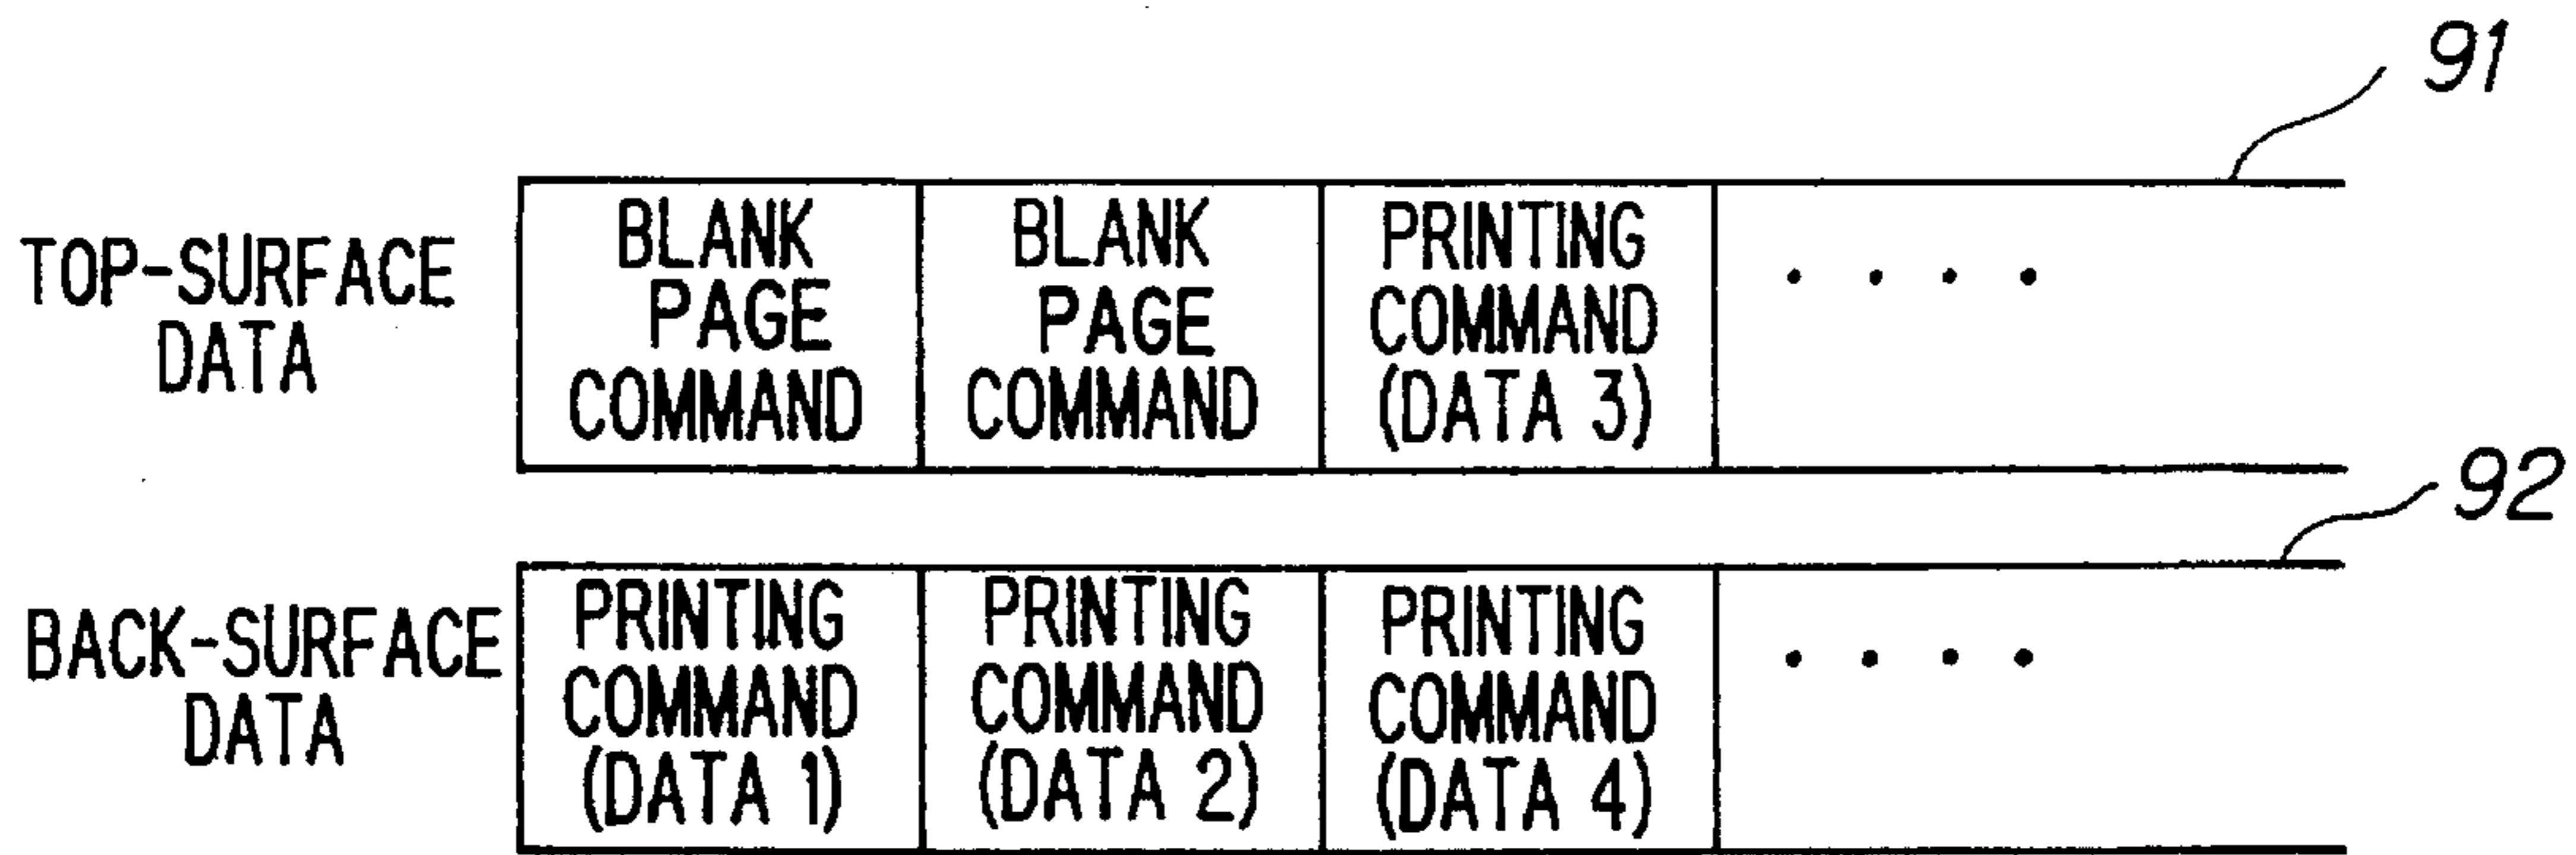 91
TOP-SURFACE
DATA
BLANK
PAGE
COMMAND
BLANK
PAGE
COMMAND
PRINTING
COMMAND
(DATA 3)
. . . .
92
BACK-SURFACE
DATA
PRINTING
COMMAND
(DATA 1)
PRINTING
COMMAND
(DATA 2)
PRINTING
COMMAND
(DATA 4)
. . . .